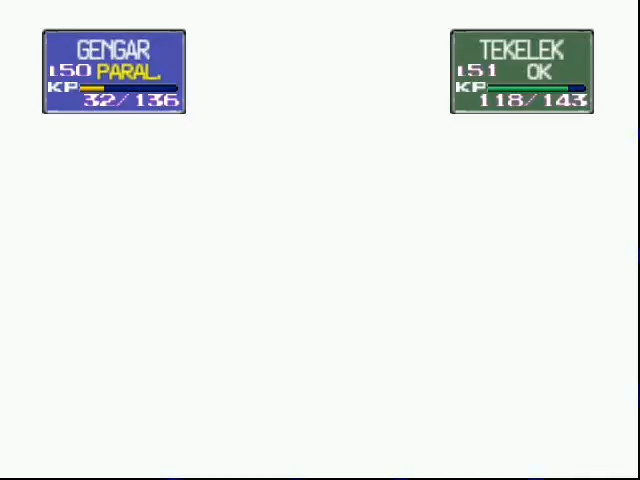 GENGAR
L50 PARAL.
KP
32/136
TEKELEK
L51 OK
KP
118/143